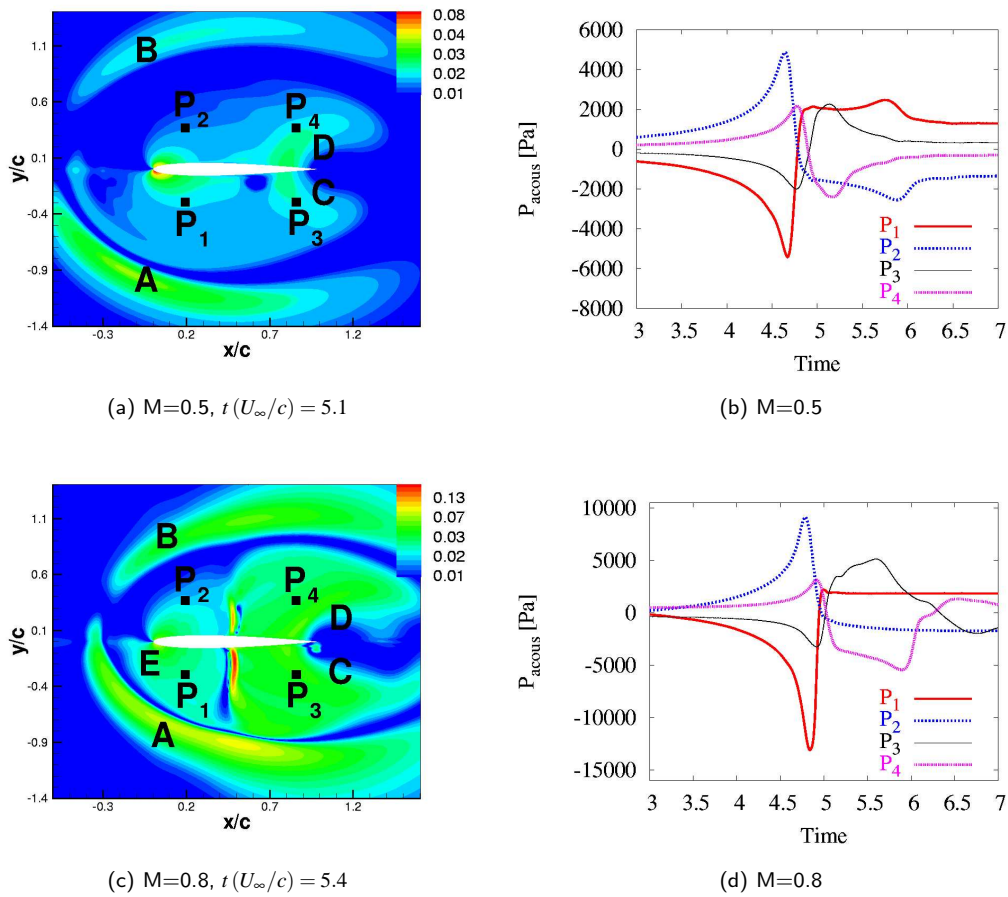 0.08
0.04
0.03
0.02
0.01
B
P2
P4
D
C
P1
P3
A
1.1
0.6
0.1
-0.4
-0.9
-1.4
y/c
-0.3
0.2
0.7
1.2
x/c
(a) M=0.5, t (U∞/c) = 5.1
6000
4000
2000
0
-2000
-4000
-6000
-8000
Pacous [Pa]
P1
P2
P3
P4
3 3.5 4 4.5 5 5.5 6 6.5 7
Time
(b) M=0.5
0.13
0.07
0.03
0.02
0.01
B
P2
P4
D
E
C
P1
P3
A
1.1
0.6
0.1
-0.4
-0.9
-1.4
y/c
-0.3
0.2
0.7
1.2
x/c
(c) M=0.8, t (U∞/c) = 5.4
10000
5000
0
-5000
-10000
-15000
Pacous [Pa]
P1
P2
P3
P4
3 3.5 4 4.5 5 5.5 6 6.5 7
Time
(d) M=0.8